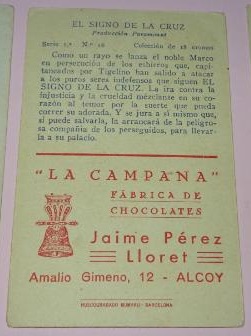 EL SIGNO DE LA CRUZ
Producción Paramount
Serie 1.ª - N.º 16 Colección de 18 cromos
Como un rayo se lanza el noble Marco
en persecución de los esbirros que, capi-
taneados por Tigelino han salido a atacar
a los puros seres indefensos que siguen EL
SIGNO DE LA CRUZ. La ira contra la
injusticia y la crueldad mézclanse en su co-
razón al temor por la suerte que pueda
correr su adorada. Y se jura a sí mismo que,
si puede salvarla, la arrancará de la peligro-
sa compañía de los perseguidos, para llevar-
la a su palacio.
"LA CAMPANA"
FÁBRICA DE
CHOCOLATES
Jaime Pérez
Lloret
Amalio Gimeno, 12 - ALCOY
HUECOGRABADO RIEUSSET - BARCELONA